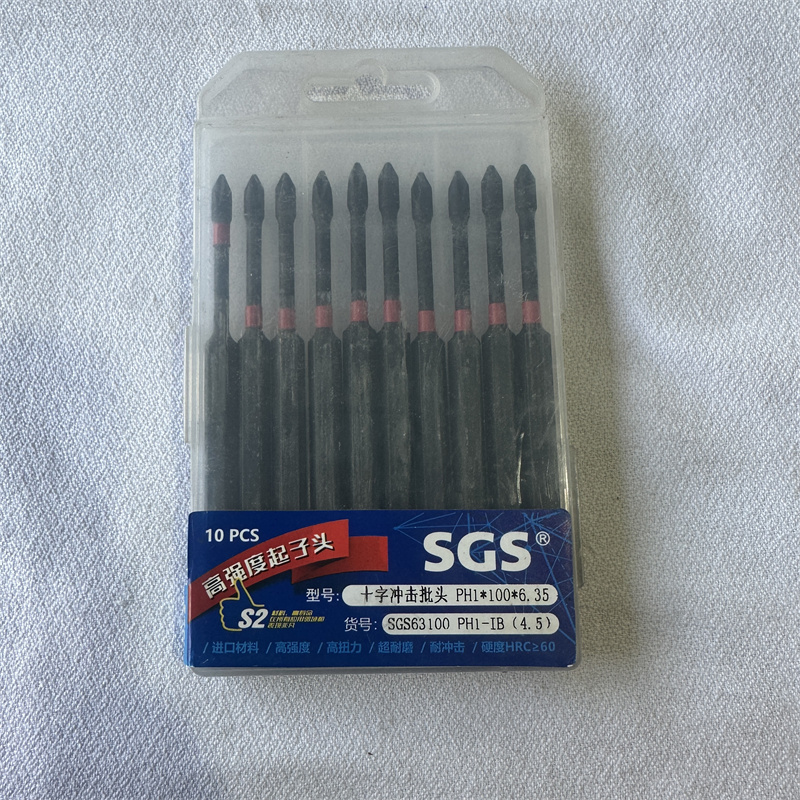 10 PCS
SGS®
高强度起子头
型号: 十字冲击批头 PH1*100*6.35
S2
货号: SGS63100 PH1-IB (4.5)
/ 进口材料 / 高强度 / 高扭力 / 超耐磨 / 耐冲击 / 硬度HRC≥60